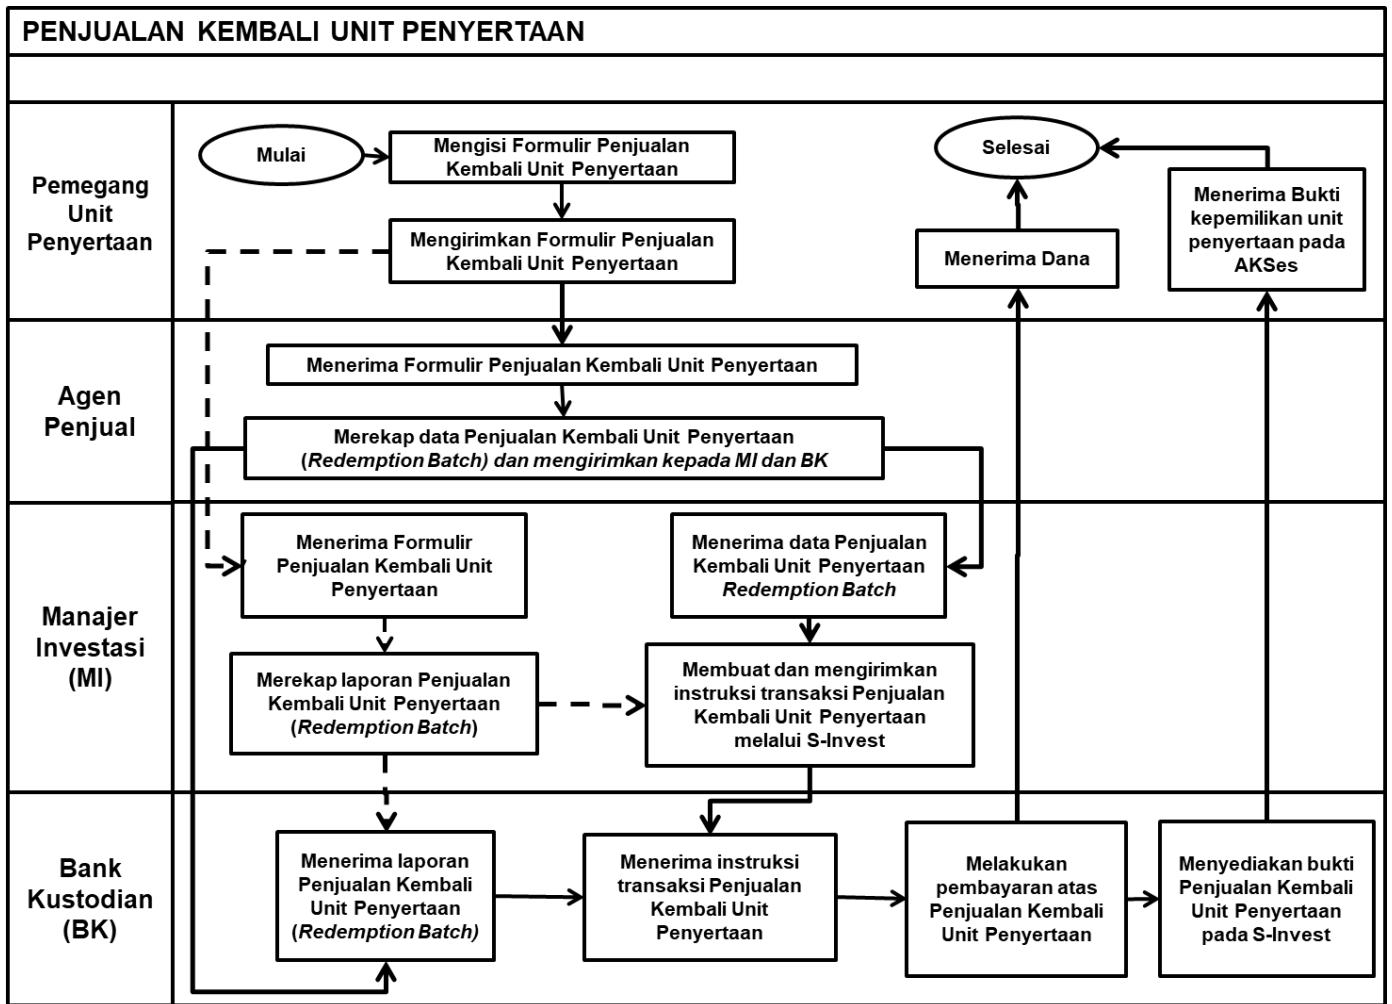 PENJUALAN KEMBALI UNIT PENYERTAAN
Pemegang
Unit
Penyertaan
Mulai
Mengisi Formulir Penjualan
Kembali Unit Penyertaan
Mengirimkan Formulir Penjualan
Kembali Unit Penyertaan
Selesai
Menerima Dana
Menerima Bukti
kepemilikan unit
penyertaan pada
AKSes
Agen
Penjual
Menerima Formulir Penjualan Kembali Unit Penyertaan
Merekap data Penjualan Kembali Unit Penyertaan
(Redemption Batch) dan mengirimkan kepada MI dan BK
Manajer
Investasi
(MI)
Menerima Formulir
Penjualan Kembali Unit
Penyertaan
Menerima data Penjualan
Kembali Unit Penyertaan
Redemption Batch
Merekap laporan Penjualan
Kembali Unit Penyertaan
(Redemption Batch)
Membuat dan mengirimkan
instruksi transaksi Penjualan
Kembali Unit Penyertaan
melalui S-Invest
Bank
Kustodian
(BK)
Menerima laporan
Penjualan Kembali
Unit Penyertaan
(Redemption Batch)
Menerima instruksi
transaksi Penjualan
Kembali Unit
Penyertaan
Melakukan
pembayaran atas
Penjualan Kembali
Unit Penyertaan
Menyediakan bukti
Penjualan Kembali
Unit Penyertaan
pada S-Invest